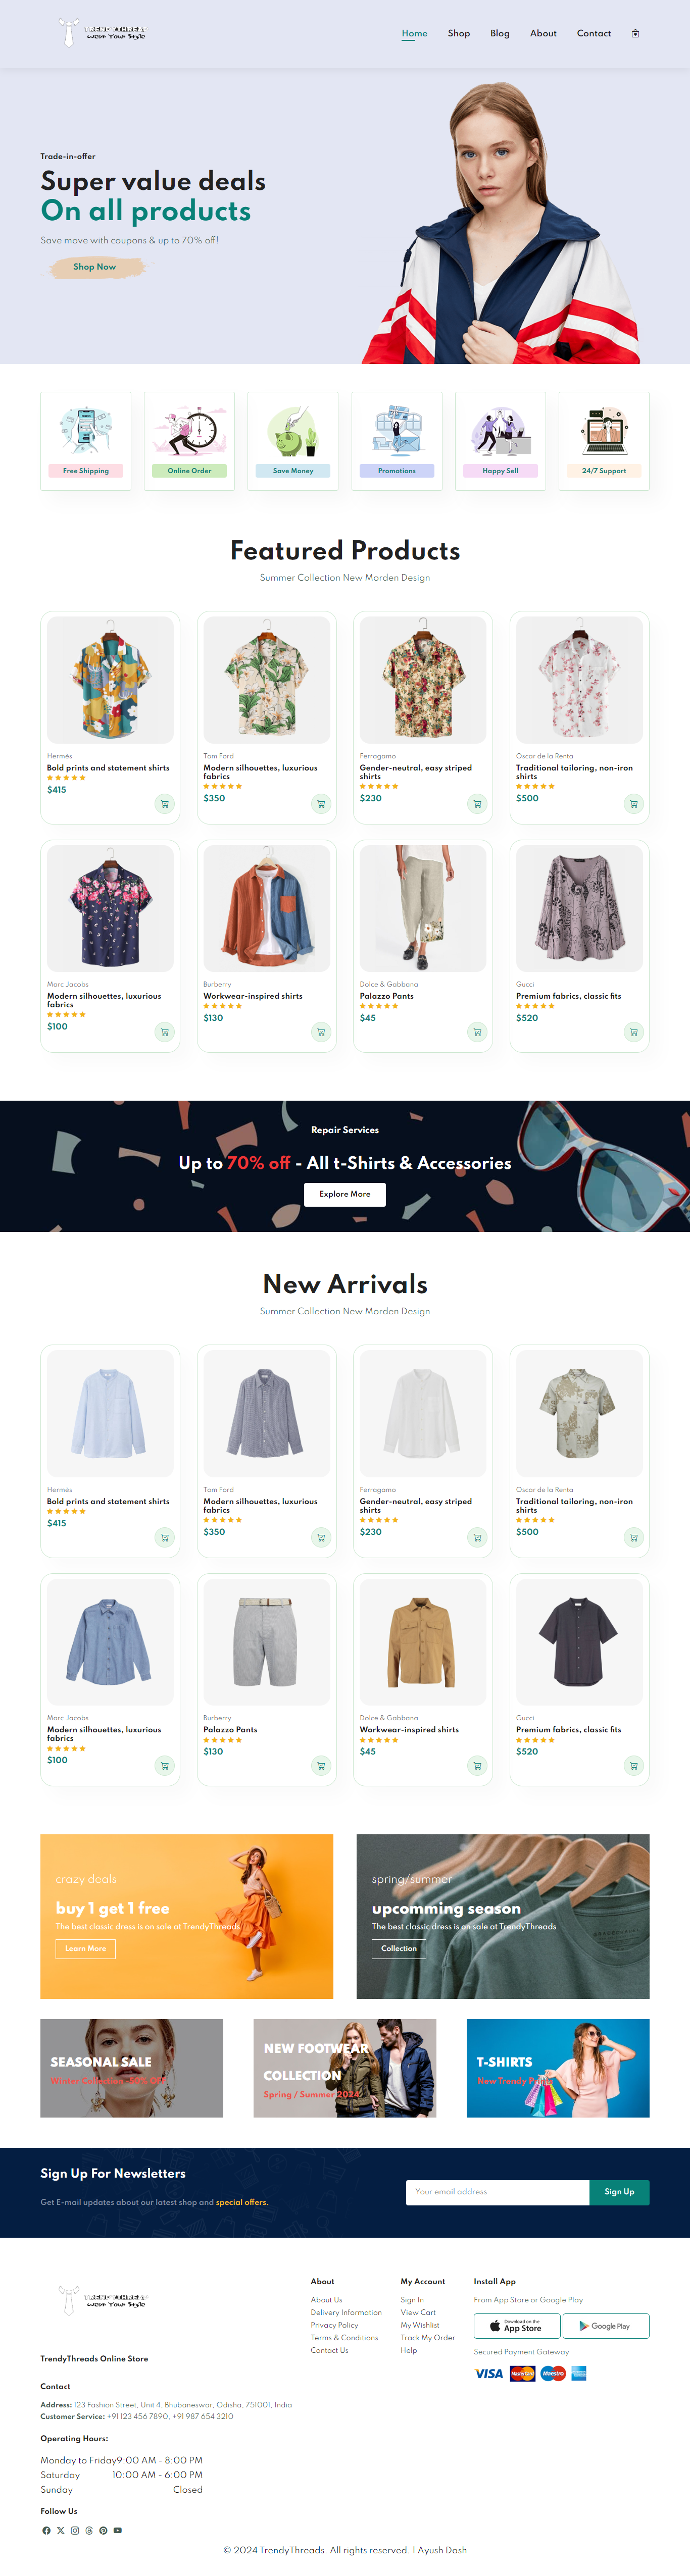 TRENDYTHREAT
Wear Your Style
Home Shop Blog About Contact
Trade-in-offer
Super value deals
On all products
Save move with coupons & up to 70% off!
Shop Now
Free Shipping Online Order Save Money Promotions Happy Sell 24/7 Support
Featured Products
Summer Collection New Morden Design
Hermès
Bold prints and statement shirts
$415
Tom Ford
Modern silhouettes, luxurious
fabrics
$350
Ferragamo
Gender-neutral, easy striped
shirts
$230
Oscar de la Renta
Traditional tailoring, non-iron
shirts
$500
Marc Jacobs
Modern silhouettes, luxurious
fabrics
$100
Burberry
Workwear-inspired shirts
$130
Dolce & Gabbana
Palazzo Pants
$45
Gucci
Premium fabrics, classic fits
$520
Repair Services
Up to 70% off - All t-Shirts & Accessories
Explore More
New Arrivals
Summer Collection New Morden Design
Hermès
Bold prints and statement shirts
$415
Tom Ford
Modern silhouettes, luxurious
fabrics
$350
Ferragamo
Gender-neutral, easy striped
shirts
$230
Oscar de la Renta
Traditional tailoring, non-iron
shirts
$500
Marc Jacobs
Modern silhouettes, luxurious
fabrics
$100
Burberry
Palazzo Pants
$130
Dolce & Gabbana
Workwear-inspired shirts
$45
Gucci
Premium fabrics, classic fits
$520
crazy deals
buy 1 get 1 free
The best classic dress is on sale at TrendyThreads
Learn More
spring/summer
upcomming season
The best classic dress is on sale at TrendyThreads
Collection
SEASONAL SALE
Winter Collection -50% OFF
NEW FOOTWEAR
COLLECTION
Spring / Summer 2024
T-SHIRTS
New Trendy Prints
Sign Up For Newsletters
Get E-mail updates about our latest shop and special offers.
Your email address
Sign Up
TRENDYTHREAT
Wear Your Style
TrendyThreads Online Store
Contact
Address: 123 Fashion Street, Unit 4, Bhubaneswar, Odisha, 751001, India
Customer Service: +91 123 456 7890, +91 987 654 3210
Operating Hours:
Monday to Friday9:00 AM - 8:00 PM
Saturday 10:00 AM - 6:00 PM
Sunday Closed
Follow Us
About
About Us
Delivery Information
Privacy Policy
Terms & Conditions
Contact Us
My Account
Sign In
View Cart
My Wishlist
Track My Order
Help
Install App
From App Store or Google Play
Download on the
App Store
Google Play
Secured Payment Gateway
VISA MasterCard Maestro
© 2024 TrendyThreads. All rights reserved. | Ayush Dash